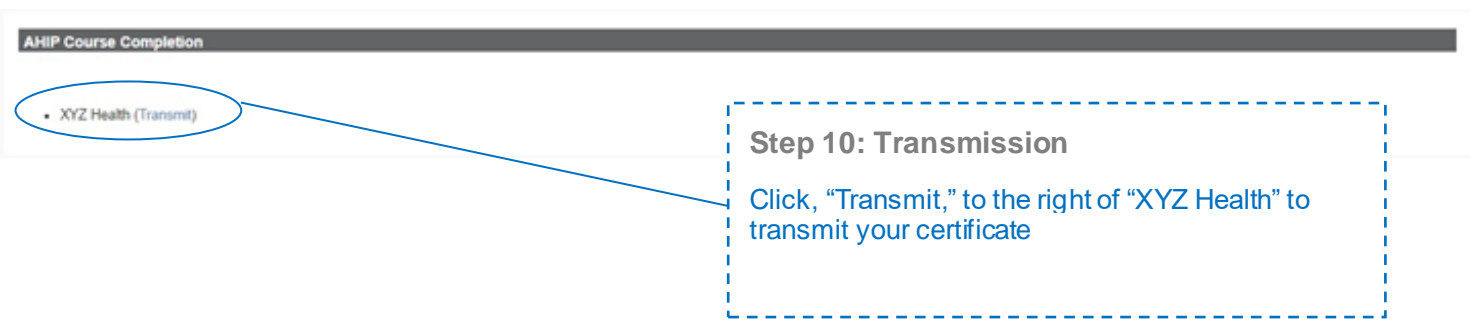 AHIP Course Completion
• XYZ Health (Transmit)
Step 10: Transmission
Click, “Transmit,” to the right of “XYZ Health” to
transmit your certificate